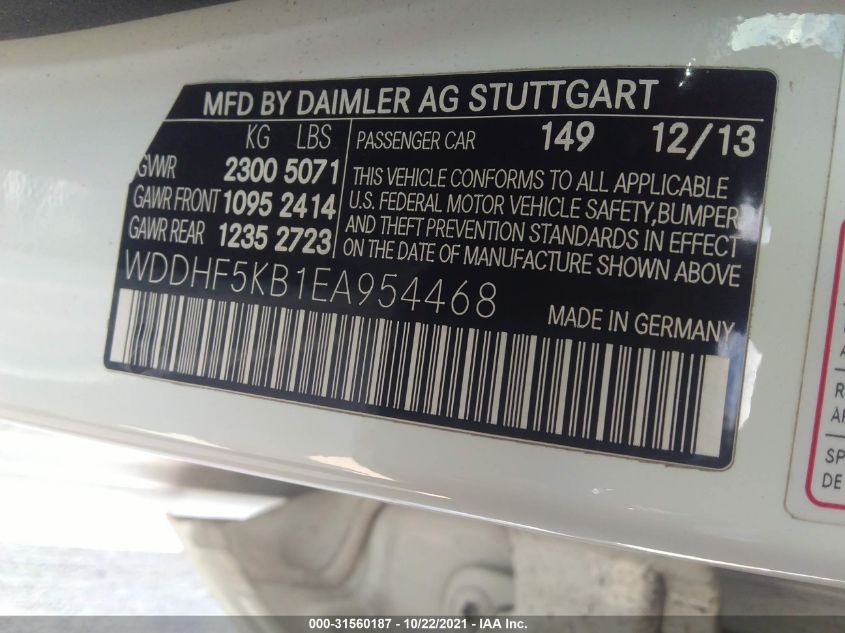 MFD BY DAIMLER AG STUTTGART
KG LBS
GVWR 2300 5071
GAWR FRONT 1095 2414
GAWR REAR 1235 2723
PASSENGER CAR 149 12/13
THIS VEHICLE CONFORMS TO ALL APPLICABLE
U.S. FEDERAL MOTOR VEHICLE SAFETY, BUMPER
AND THEFT PREVENTION STANDARDS IN EFFECT
ON THE DATE OF MANUFACTURE SHOWN ABOVE
WDDHF5KB1EA954468
MADE IN GERMANY
SP
DE
000-31560187 - 10/22/2021 - IAA Inc.